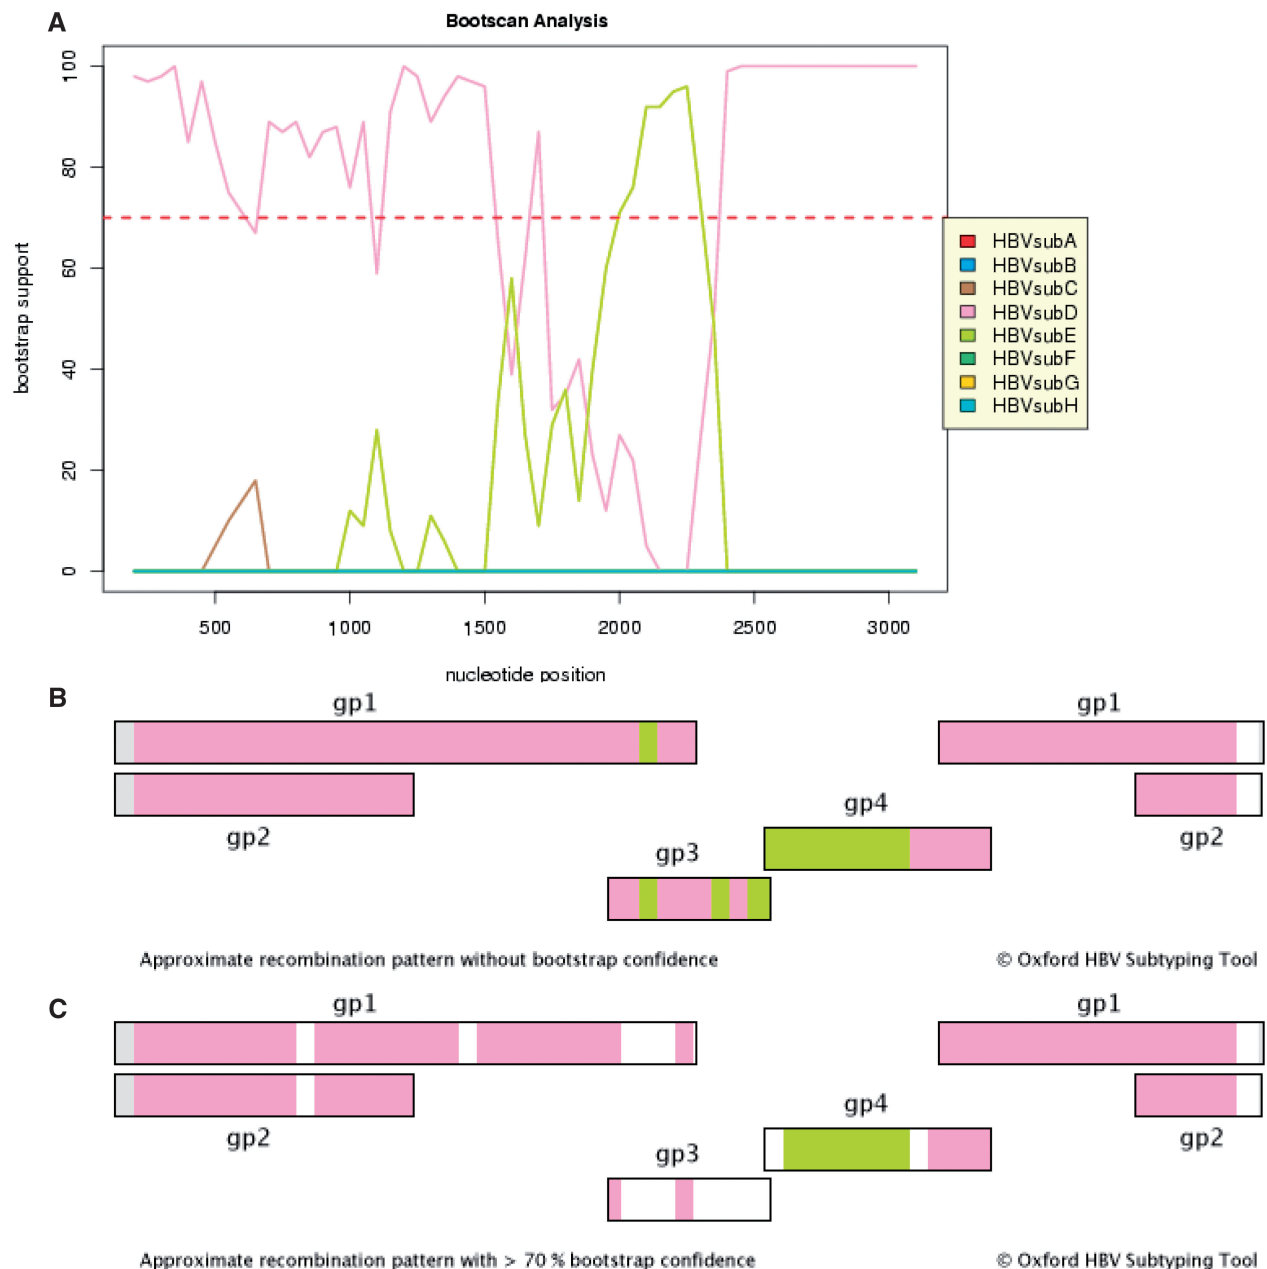 A
Bootscan Analysis
100
80
60
40
20
0
bootstrap support
500 1000 1500 2000 2500 3000
nucleotide position
HBVsubA
HBVsubB
HBVsubC
HBVsubD
HBVsubE
HBVsubF
HBVsubG
HBVsubH
B
gp1 gp1
gp2 gp4 gp2
gp3
Approximate recombination pattern without bootstrap confidence © Oxford HBV Subtyping Tool
C
gp1 gp1
gp2 gp4 gp2
gp3
Approximate recombination pattern with > 70 % bootstrap confidence © Oxford HBV Subtyping Tool